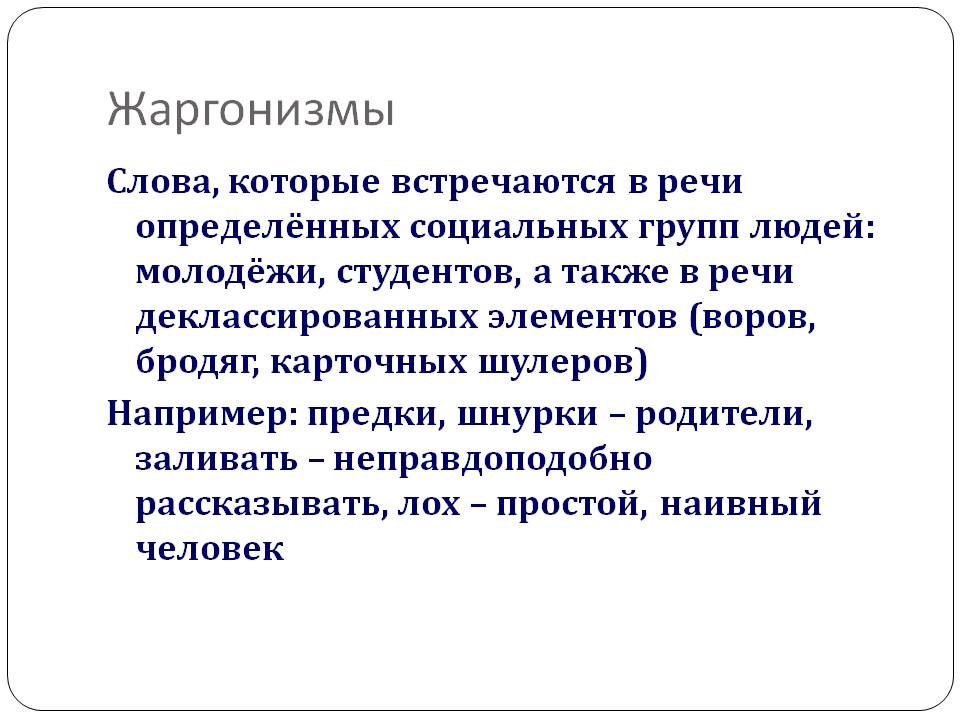 Жаргонизмы
Слова, которые встречаются в речи
определённых социальных групп людей:
молодёжи, студентов, а также в речи
деклассированных элементов (воров,
бродяг, карточных шулеров)
Например: предки, шнурки – родители,
заливать – неправдоподобно
рассказывать, лох – простой, наивный
человек